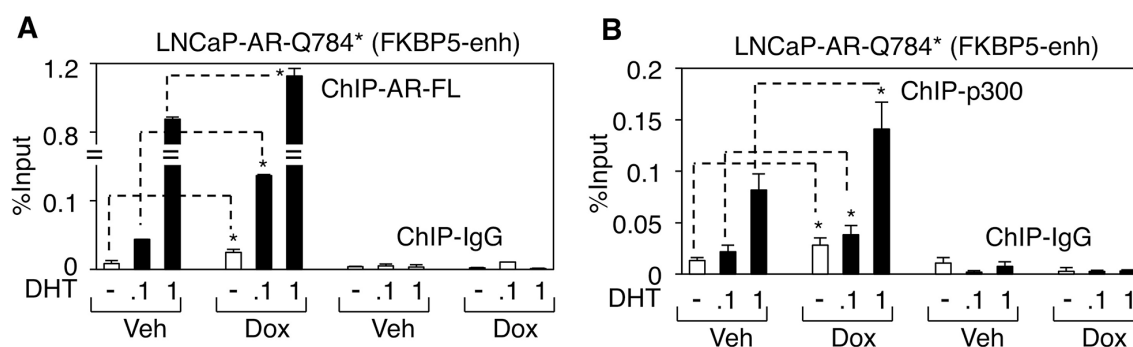 A
LNCaP-AR-Q784* (FKBP5-enh)
1.2
0.8
0.1
0
%Input
ChIP-AR-FL
*
*
*
ChIP-IgG
DHT - .1 1 - .1 1 - .1 1 - .1 1
Veh Dox Veh Dox
B
LNCaP-AR-Q784* (FKBP5-enh)
0.2
0.15
0.1
0.05
0
%Input
ChIP-p300
*
*
*
ChIP-IgG
DHT - .1 1 - .1 1 - .1 1 - .1 1
Veh Dox Veh Dox